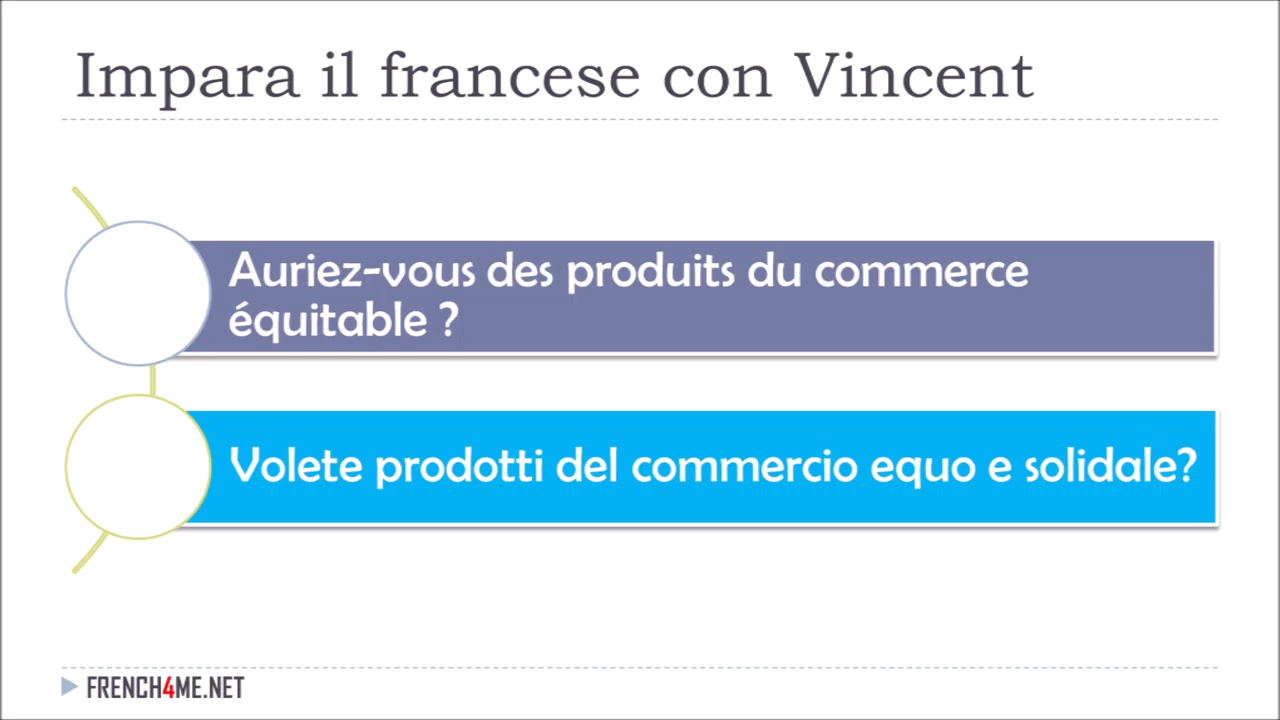 Impara il francese con Vincent
Auriez-vous des produits du commerce
équitable ?
Volete prodotti del commercio equo e solidale?
FRENCH4ME.NET